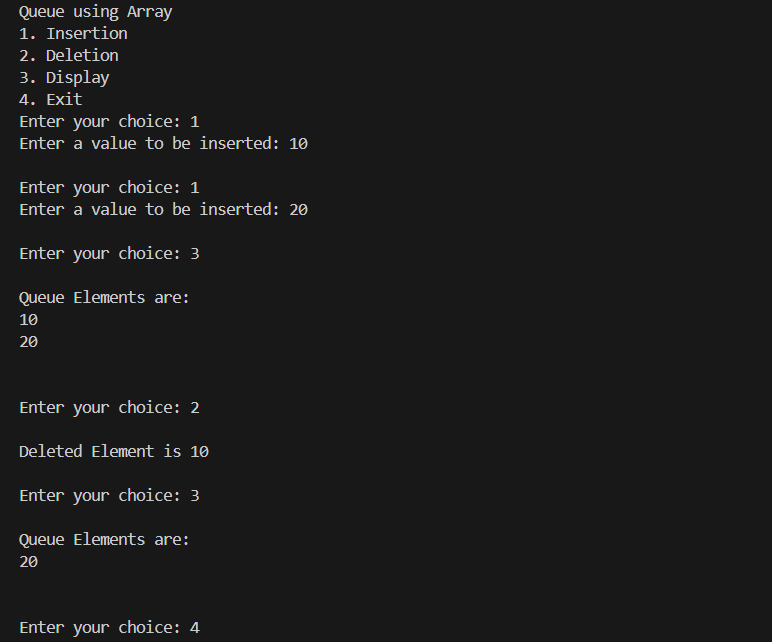 Queue using Array
1. Insertion
2. Deletion
3. Display
4. Exit
Enter your choice: 1
Enter a value to be inserted: 10
Enter your choice: 1
Enter a value to be inserted: 20
Enter your choice: 3
Queue Elements are:
10
20
Enter your choice: 2
Deleted Element is 10
Enter your choice: 3
Queue Elements are:
20
Enter your choice: 4